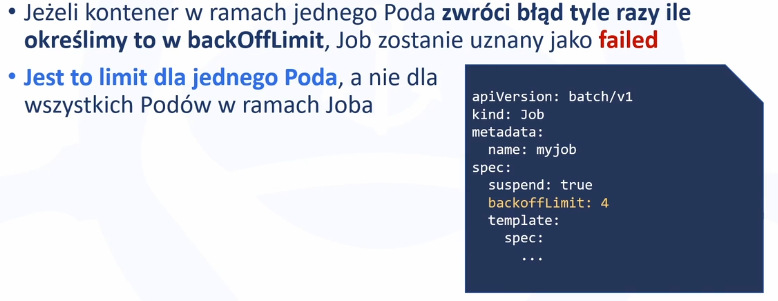 • Jeżeli kontener w ramach jednego Poda zwróci błąd tyle razy ile
określimy to w backOffLimit, Job zostanie uznany jako failed
• Jest to limit dla jednego Poda, a nie dla
wszystkich Podów w ramach Joba
apiVersion: batch/v1
kind: Job
metadata:
  name: myjob
spec:
  suspend: true
  backoffLimit: 4
  template:
    spec:
      ...